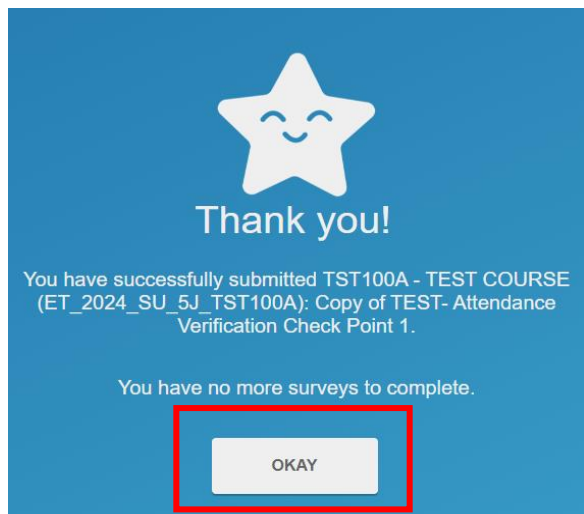 Thank you!
You have successfully submitted TST100A - TEST COURSE
(ET_2024_SU_5J_TST100A): Copy of TEST- Attendance
Verification Check Point 1.
You have no more surveys to complete.
OKAY